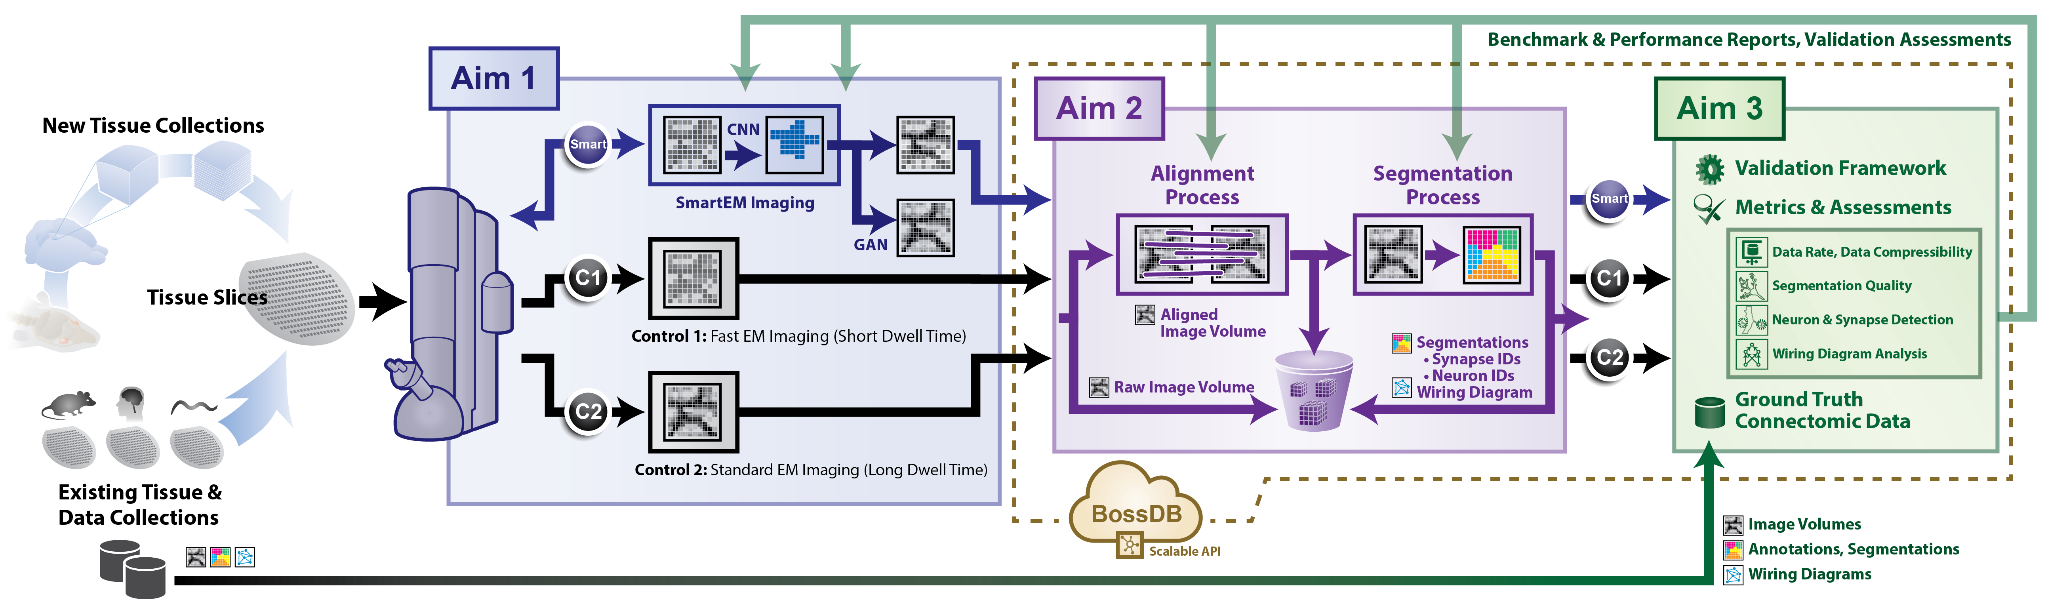 New Tissue Collections
Tissue Slices
Existing Tissue &
Data Collections
Aim 1
Smart
CNN
SmartEM Imaging
GAN
C1
Control 1: Fast EM Imaging (Short Dwell Time)
C2
Control 2: Standard EM Imaging (Long Dwell Time)
Benchmark & Performance Reports, Validation Assessments
Aim 2
Alignment
Process
Segmentation
Process
Aligned
Image Volume
Raw Image Volume
Segmentations
• Synapse IDs
• Neuron IDs
Wiring Diagram
BossDB
Scalable API
Smart
C1
C2
Aim 3
Validation Framework
Metrics & Assessments
Data Rate, Data Compressibility
Segmentation Quality
Neuron & Synapse Detection
Wiring Diagram Analysis
Ground Truth
Connectomic Data
Image Volumes
Annotations, Segmentations
Wiring Diagrams